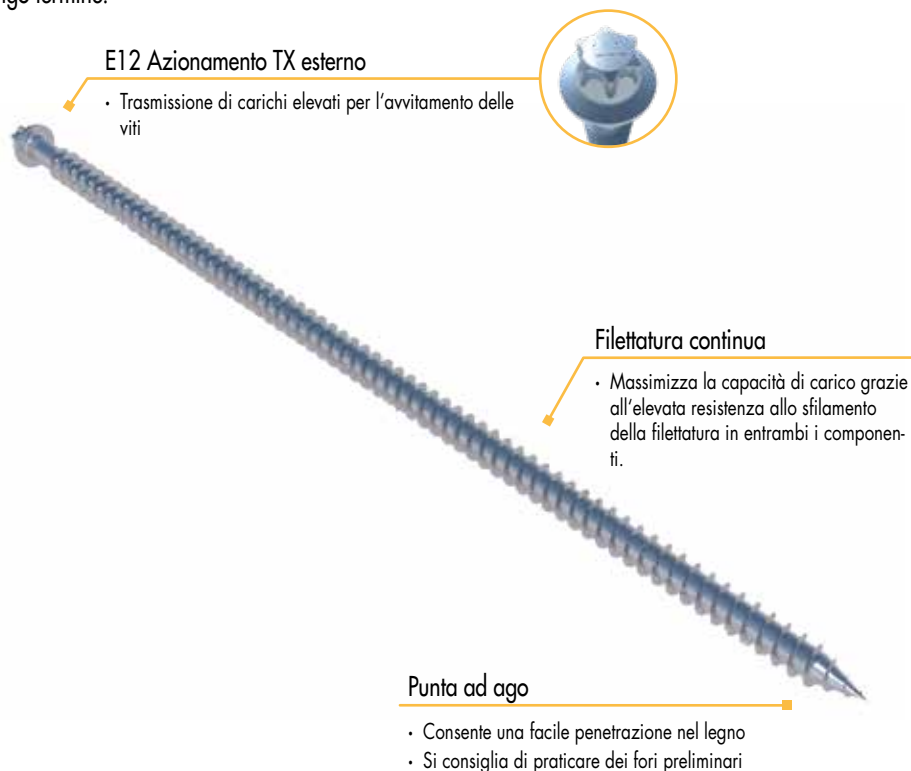 E12 Azionamento TX esterno
• Trasmissione di carichi elevati per l'avvitamento delle
viti
Filettatura continua
• Massimizza la capacità di carico grazie
all'elevata resistenza allo sfilamento
della filettatura in entrambi i componen-
ti.
Punta ad ago
• Consente una facile penetrazione nel legno
• Si consiglia di praticare dei fori preliminari